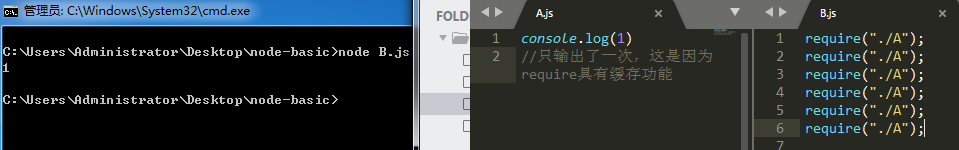 管理员: C:\Windows\System32\cmd.exe
C:\Users\Administrator\Desktop\node-basic>node B.js
1
C:\Users\Administrator\Desktop\node-basic>
FOLD
A.js
1 console.log(1)
2 //只输出了一次，这是因为
require具有缓存功能
B.js
1 require("./A");
2 require("./A");
3 require("./A");
4 require("./A");
5 require("./A");
6 require("./A");
7